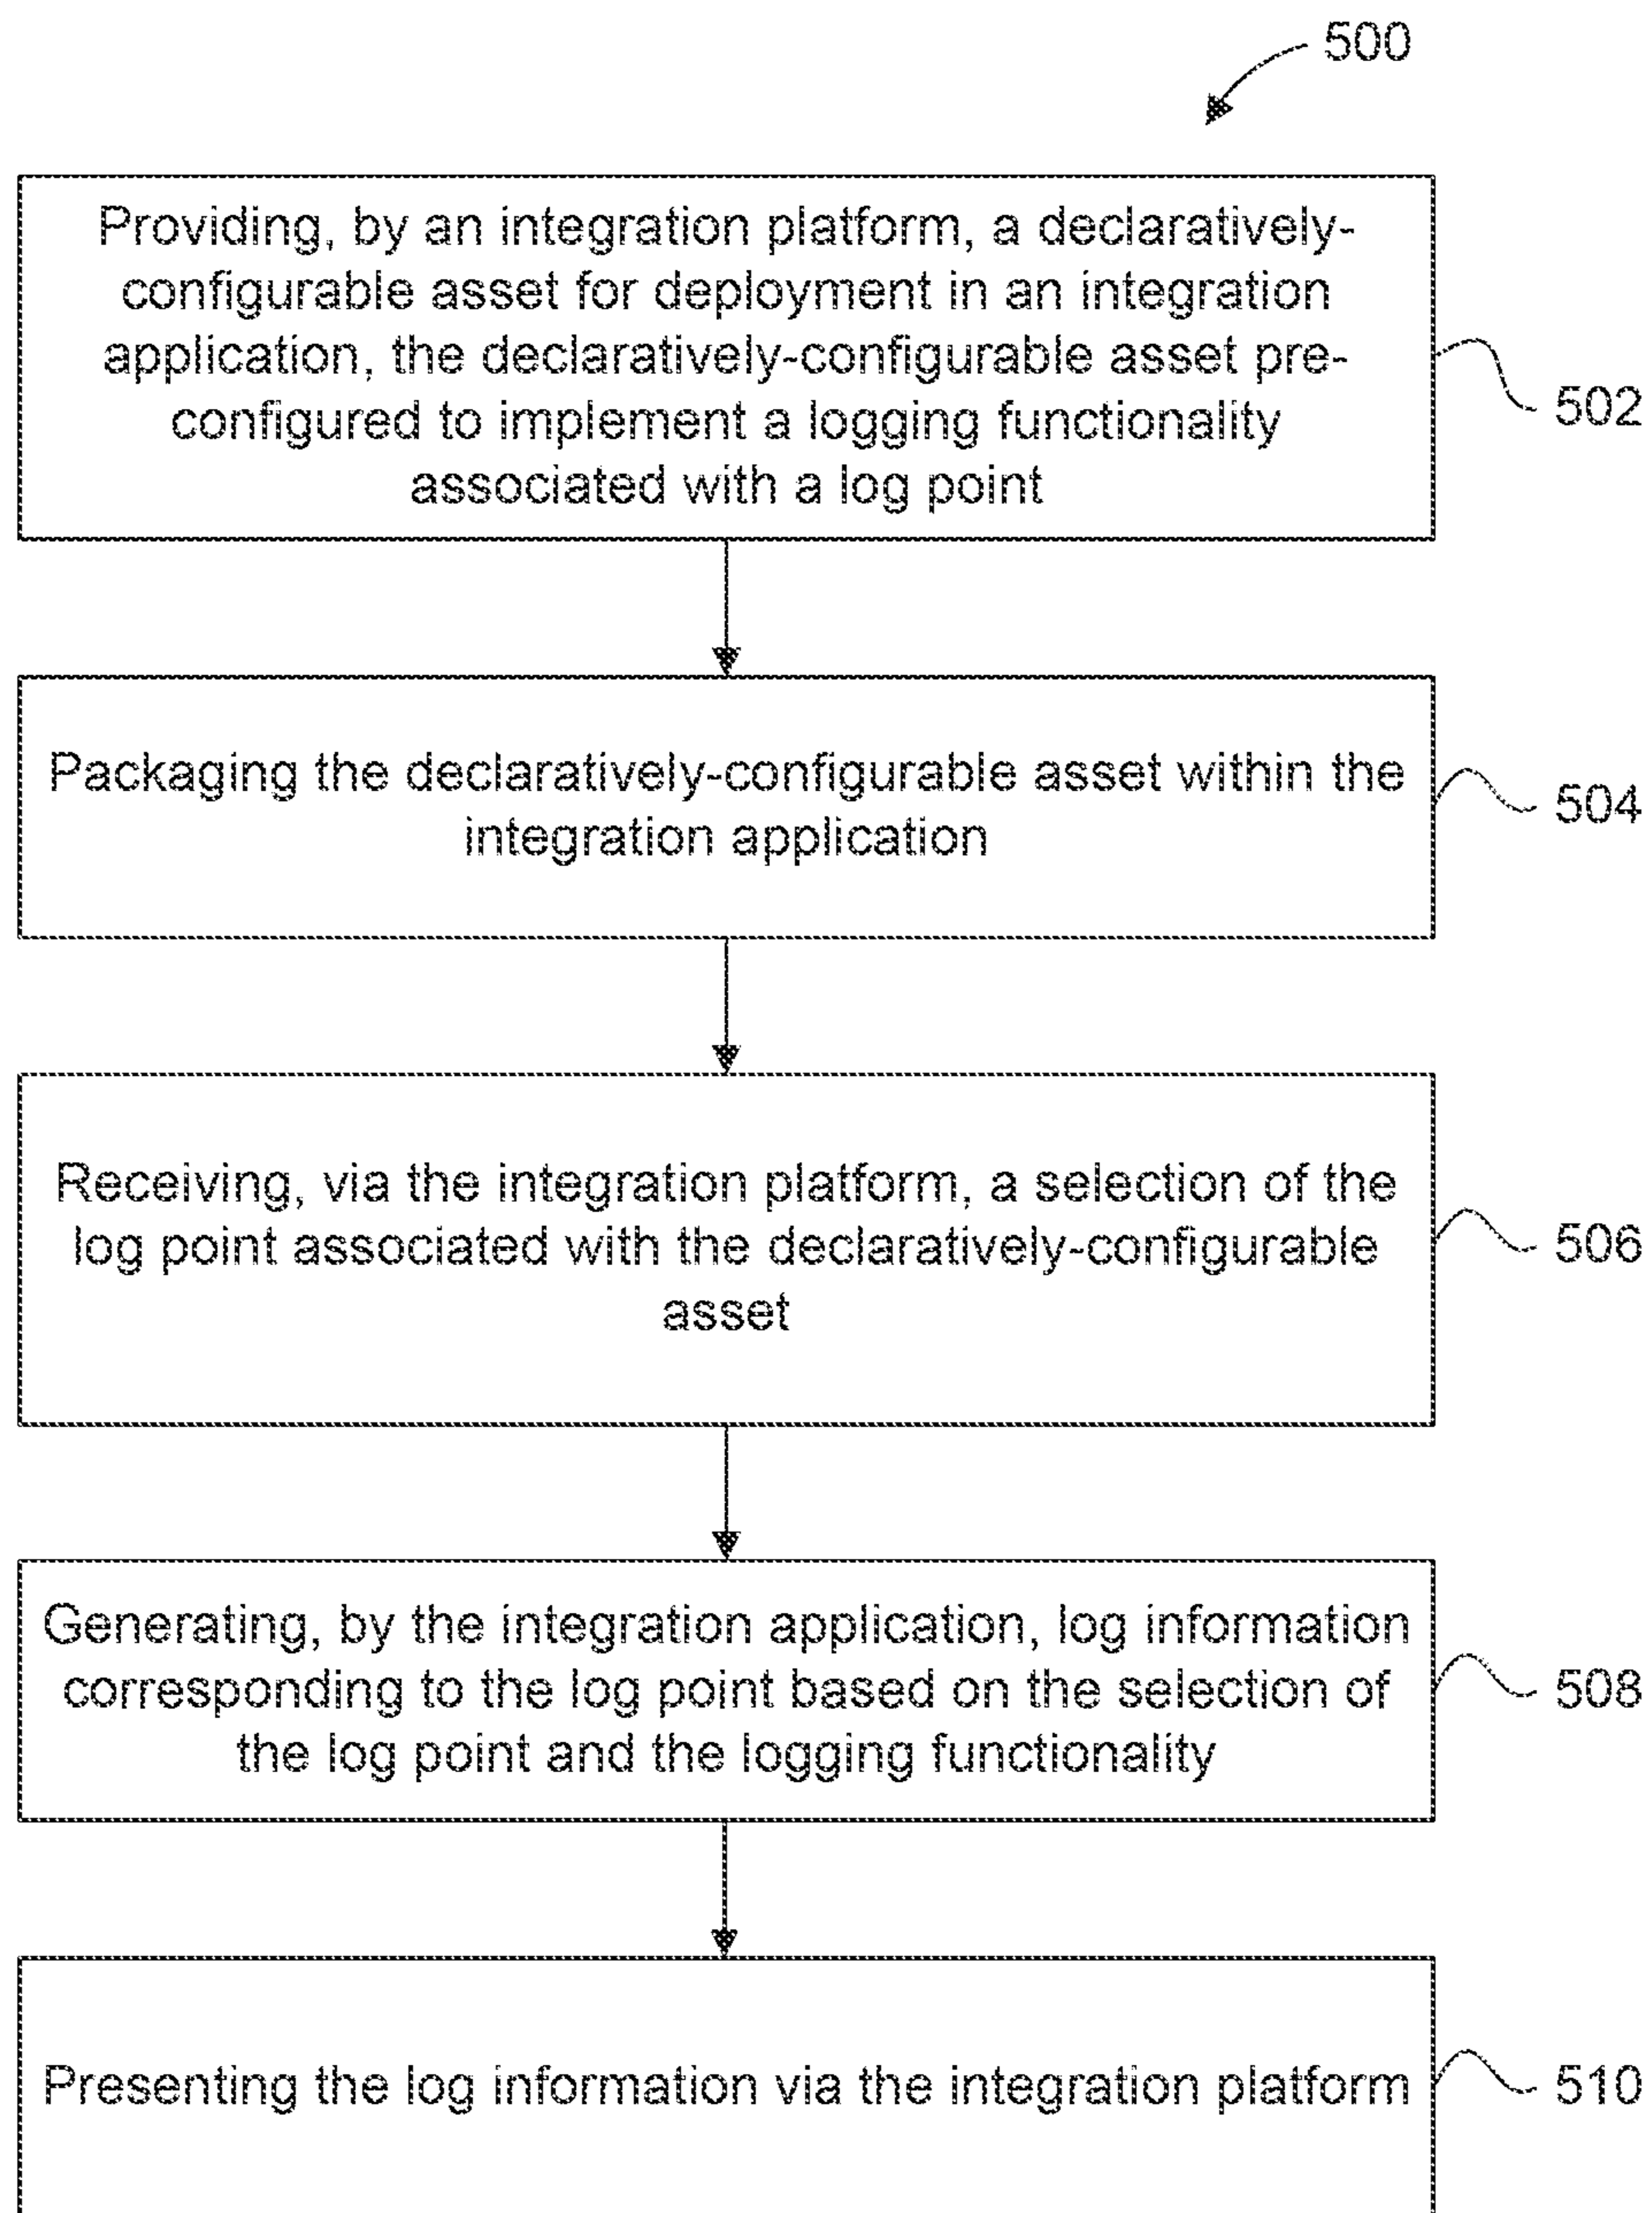 500
Providing, by an integration platform, a declaratively-
configurable asset for deployment in an integration
application, the declaratively-configurable asset pre-
configured to implement a logging functionality
associated with a log point
502
Packaging the declaratively-configurable asset within the
integration application
504
Receiving, via the integration platform, a selection of the
log point associated with the declaratively-configurable
asset
506
Generating, by the integration application, log information
corresponding to the log point based on the selection of
the log point and the logging functionality
508
Presenting the log information via the integration platform
510